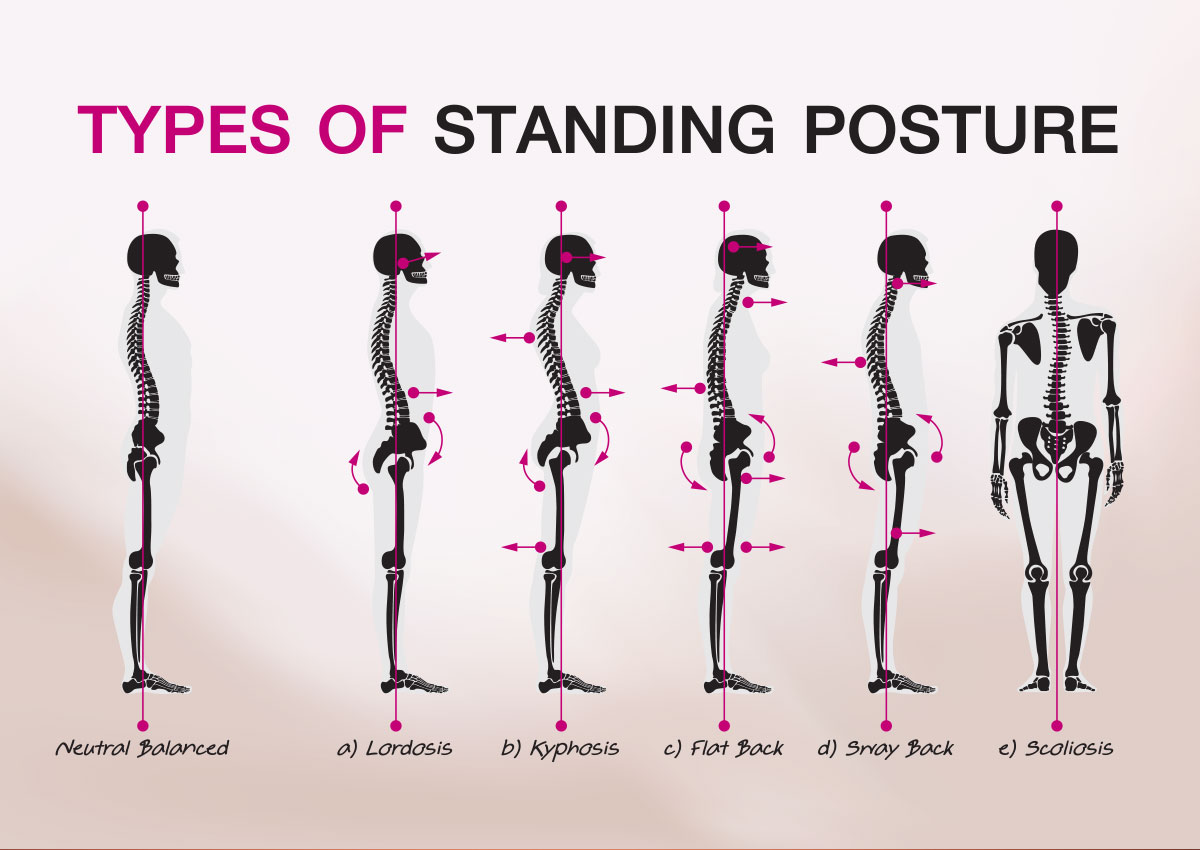 TYPES OF STANDING POSTURE
Neutral Balanced
a) Lordosis
b) Kyphosis
c) Flat Back
d) Sway Back
e) Scoliosis